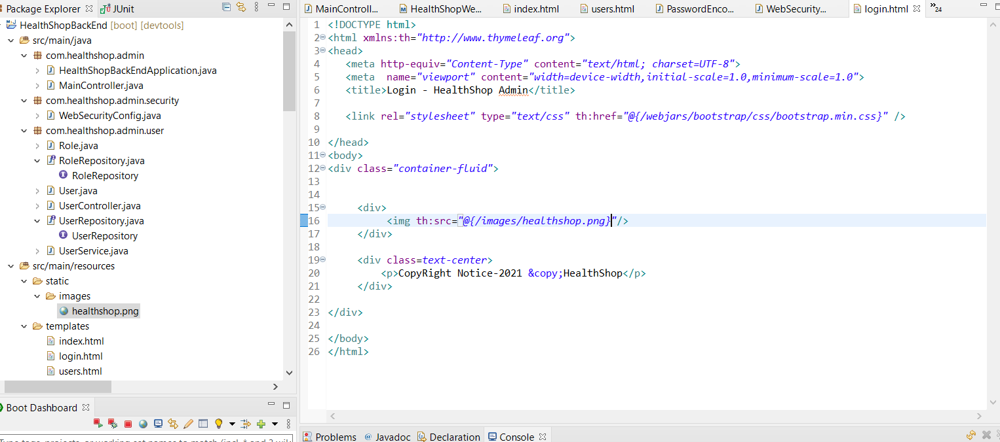 Package Explorer JUnit
HealthShopBackEnd [boot] [devtools]
src/main/java
com.healthshop.admin
HealthShopBackEndApplication.java
MainController.java
com.healthshop.admin.security
WebSecurityConfig.java
com.healthshop.admin.user
Role.java
RoleRepository.java
RoleRepository
User.java
UserController.java
UserRepository.java
UserRepository
UserService.java
src/main/resources
static
images
healthshop.png
templates
index.html
login.html
users.html
Boot Dashboard
MainControll... HealthShopWe... index.html users.html PasswordEnco... WebSecurity... login.html »24
1 <!DOCTYPE html>
2 <html xmlns:th="http://www.thymeleaf.org">
3 <head>
4 <meta http-equiv="Content-Type" content="text/html; charset=UTF-8">
5 <meta  name="viewport" content="width=device-width,initial-scale=1.0,minimum-scale=1.0">
6 <title>Login - HealthShop Admin</title>
7
8 <link rel="stylesheet" type="text/css" th:href="@{/webjars/bootstrap/css/bootstrap.min.css}" />
9
10 </head>
11 <body>
12 <div class="container-fluid">
13
14
15 <div>
16 <img th:src="@{/images/healthshop.png}"/>
17 </div>
18
19 <div class=text-center>
20 <p>CopyRight Notice-2021 &copy;HealthShop</p>
21 </div>
22
23 </div>
24
25 </body>
26 </html>
Problems @ Javadoc Declaration Console